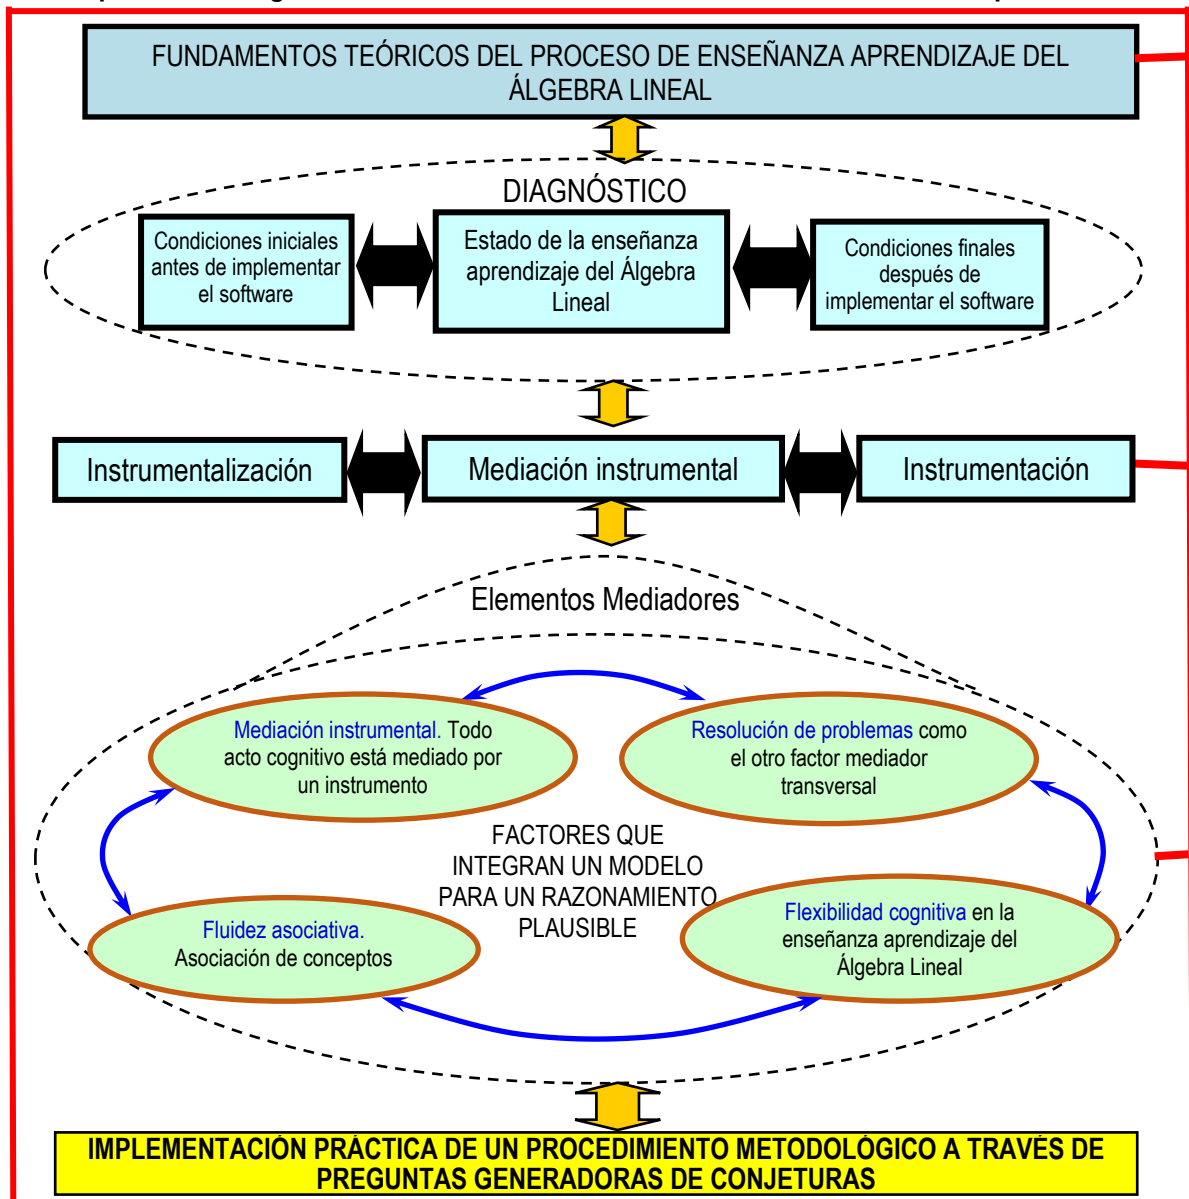 FUNDAMENTOS TEÓRICOS DEL PROCESO DE ENSEÑANZA APRENDIZAJE DEL
ÁLGEBRA LINEAL
DIAGNÓSTICO
Condiciones iniciales
antes de implementar
el software
Estado de la enseñanza
aprendizaje del Álgebra
Lineal
Condiciones finales
después de
implementar el software
Instrumentalización
Mediación instrumental
Instrumentación
Elementos Mediadores
Mediación instrumental. Todo
acto cognitivo está mediado por
un instrumento
Resolución de problemas como
el otro factor mediador
transversal
FACTORES QUE
INTEGRAN UN MODELO
PARA UN RAZONAMIENTO
PLAUSIBLE
Fluidez asociativa.
Asociación de conceptos
Flexibilidad cognitiva en la
enseñanza aprendizaje del
Álgebra Lineal
IMPLEMENTACIÓN PRÁCTICA DE UN PROCEDIMIENTO METODOLÓGICO A TRAVÉS DE
PREGUNTAS GENERADORAS DE CONJETURAS